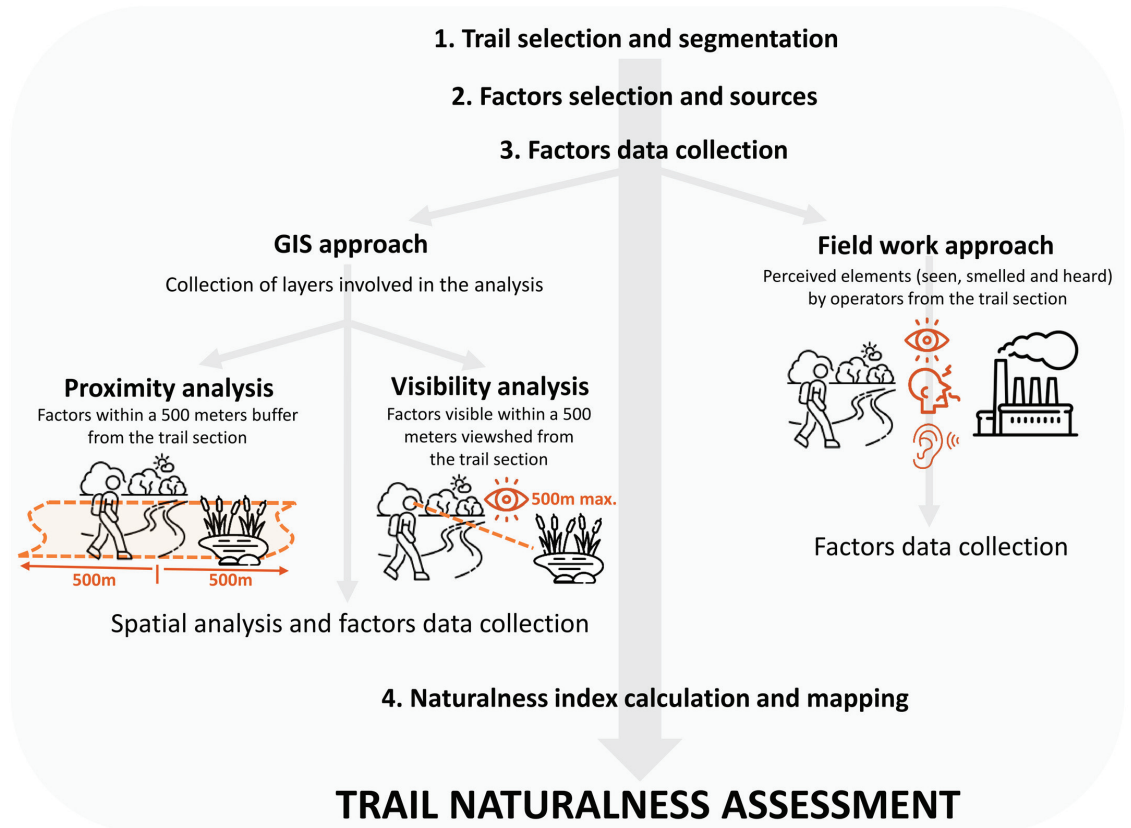 1. Trail selection and segmentation
2. Factors selection and sources
3. Factors data collection
GIS approach
Collection of layers involved in the analysis
Proximity analysis
Factors within a 500 meters buffer
from the trail section
500m
500m
Visibility analysis
Factors visible within a 500
meters viewshed from
the trail section
500m max.
Spatial analysis and factors data collection
Field work approach
Perceived elements (seen, smelled and heard)
by operators from the trail section
Factors data collection
4. Naturalness index calculation and mapping
TRAIL NATURALNESS ASSESSMENT